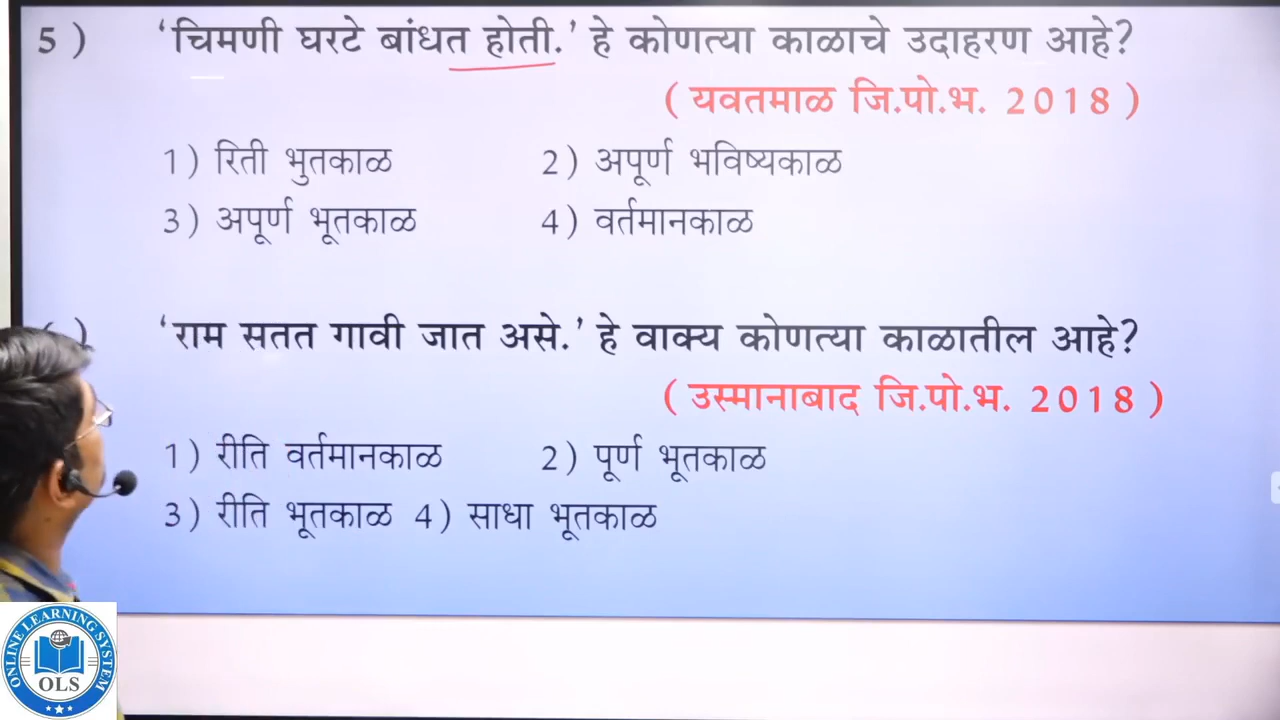 5 ) ‘चिमणी घरटे बांधत होती.’ हे कोणत्या काळाचे उदाहरण आहे?
( यवतमाळ जि.पो.भ. 2018 )
1) रिती भुतकाळ 2) अपूर्ण भविष्यकाळ
3) अपूर्ण भूतकाळ 4) वर्तमानकाळ
‘राम सतत गावी जात असे.’ हे वाक्य कोणत्या काळातील आहे?
( उस्मानाबाद जि.पो.भ. 2018 )
1) रीति वर्तमानकाळ 2) पूर्ण भूतकाळ
3) रीति भूतकाळ 4) साधा भूतकाळ
ONLINE LEARNING SYSTEM
OLS